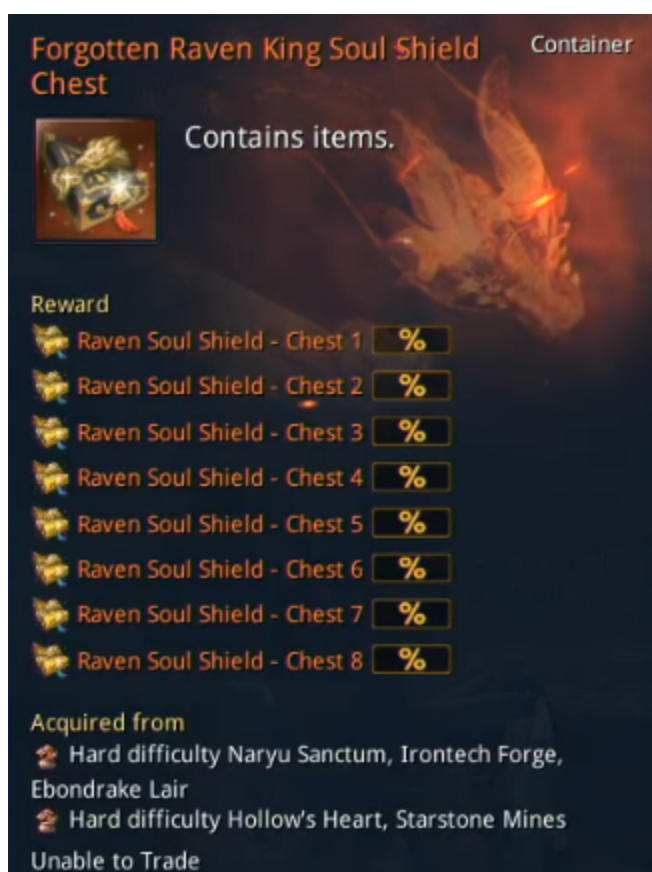 Forgotten Raven King Soul Shield
Container
Chest
Contains items.
Reward
Raven Soul Shield - Chest 1 %
Raven Soul Shield - Chest 2 %
Raven Soul Shield - Chest 3 %
Raven Soul Shield - Chest 4 %
Raven Soul Shield - Chest 5 %
Raven Soul Shield - Chest 6 %
Raven Soul Shield - Chest 7 %
Raven Soul Shield - Chest 8 %
Acquired from
Hard difficulty Naryu Sanctum, Irontech Forge,
Ebondrake Lair
Hard difficulty Hollow's Heart, Starstone Mines
Unable to Trade